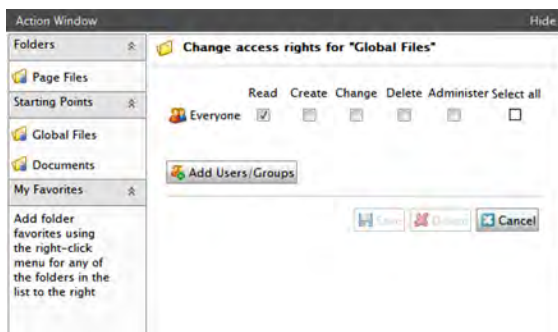 Action Window Hide
Folders
Page Files
Starting Points
Global Files
Documents
My Favorites
Add folder
favorites using
the right-click
menu for any of
the folders in the
list to the right
Change access rights for "Global Files"
Read Create Change Delete Administer Select all
Everyone
Add Users/Groups
Save Delete Cancel